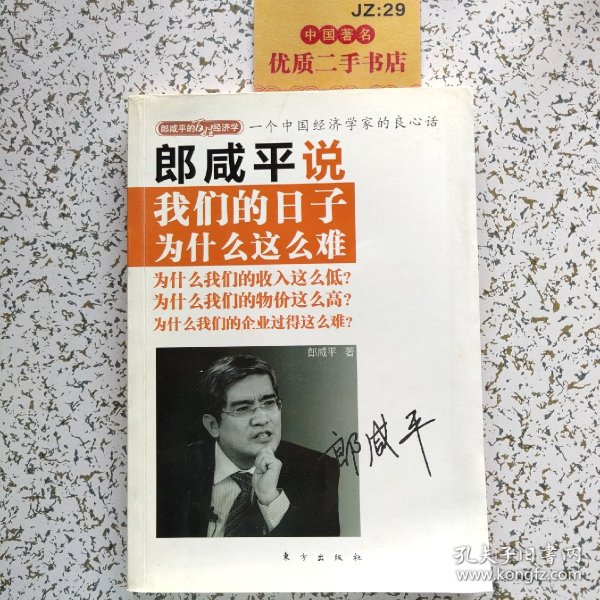 JZ:29
中国著名
优质二手书店
郎咸平的百姓经济学 一个中国经济学家的良心话
郎咸平说
我们的日子
为什么这么难
为什么我们的收入这么低?
为什么我们的物价这么高?
为什么我们的企业过得这么难?
郎咸平 著
郎咸平
东方出版社
孔夫子旧书网
www.kongfz.com